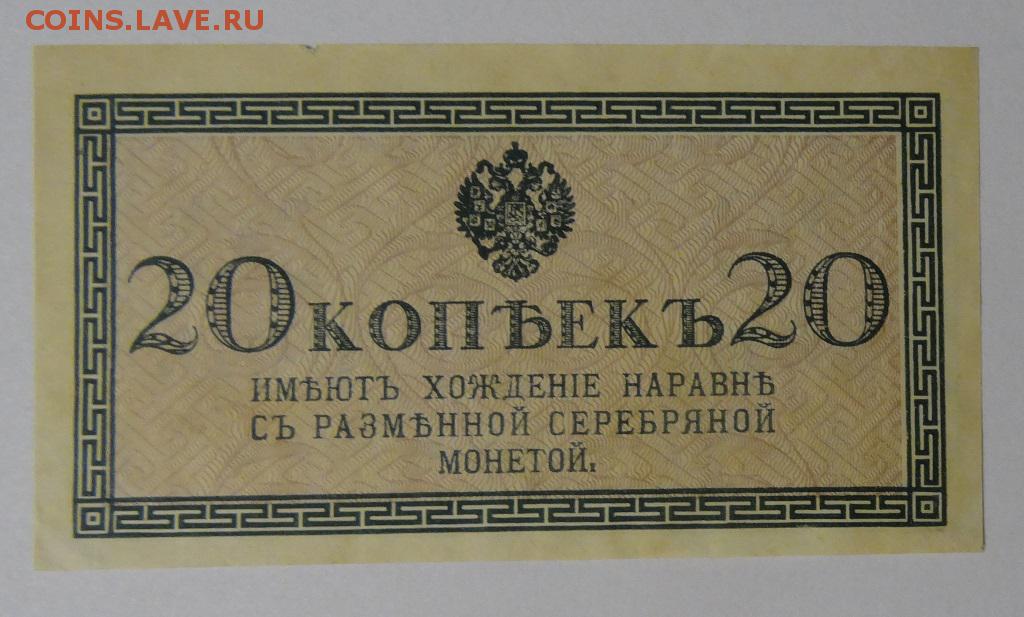 COINS.LAVE.RU
20 КОПѢЕКЪ 20
ИМѢЮТЪ ХОЖДЕНІЕ НАРАВНѢ
СЪ РАЗМѢННОЙ СЕРЕБРЯНОЙ
МОНЕТОЙ.